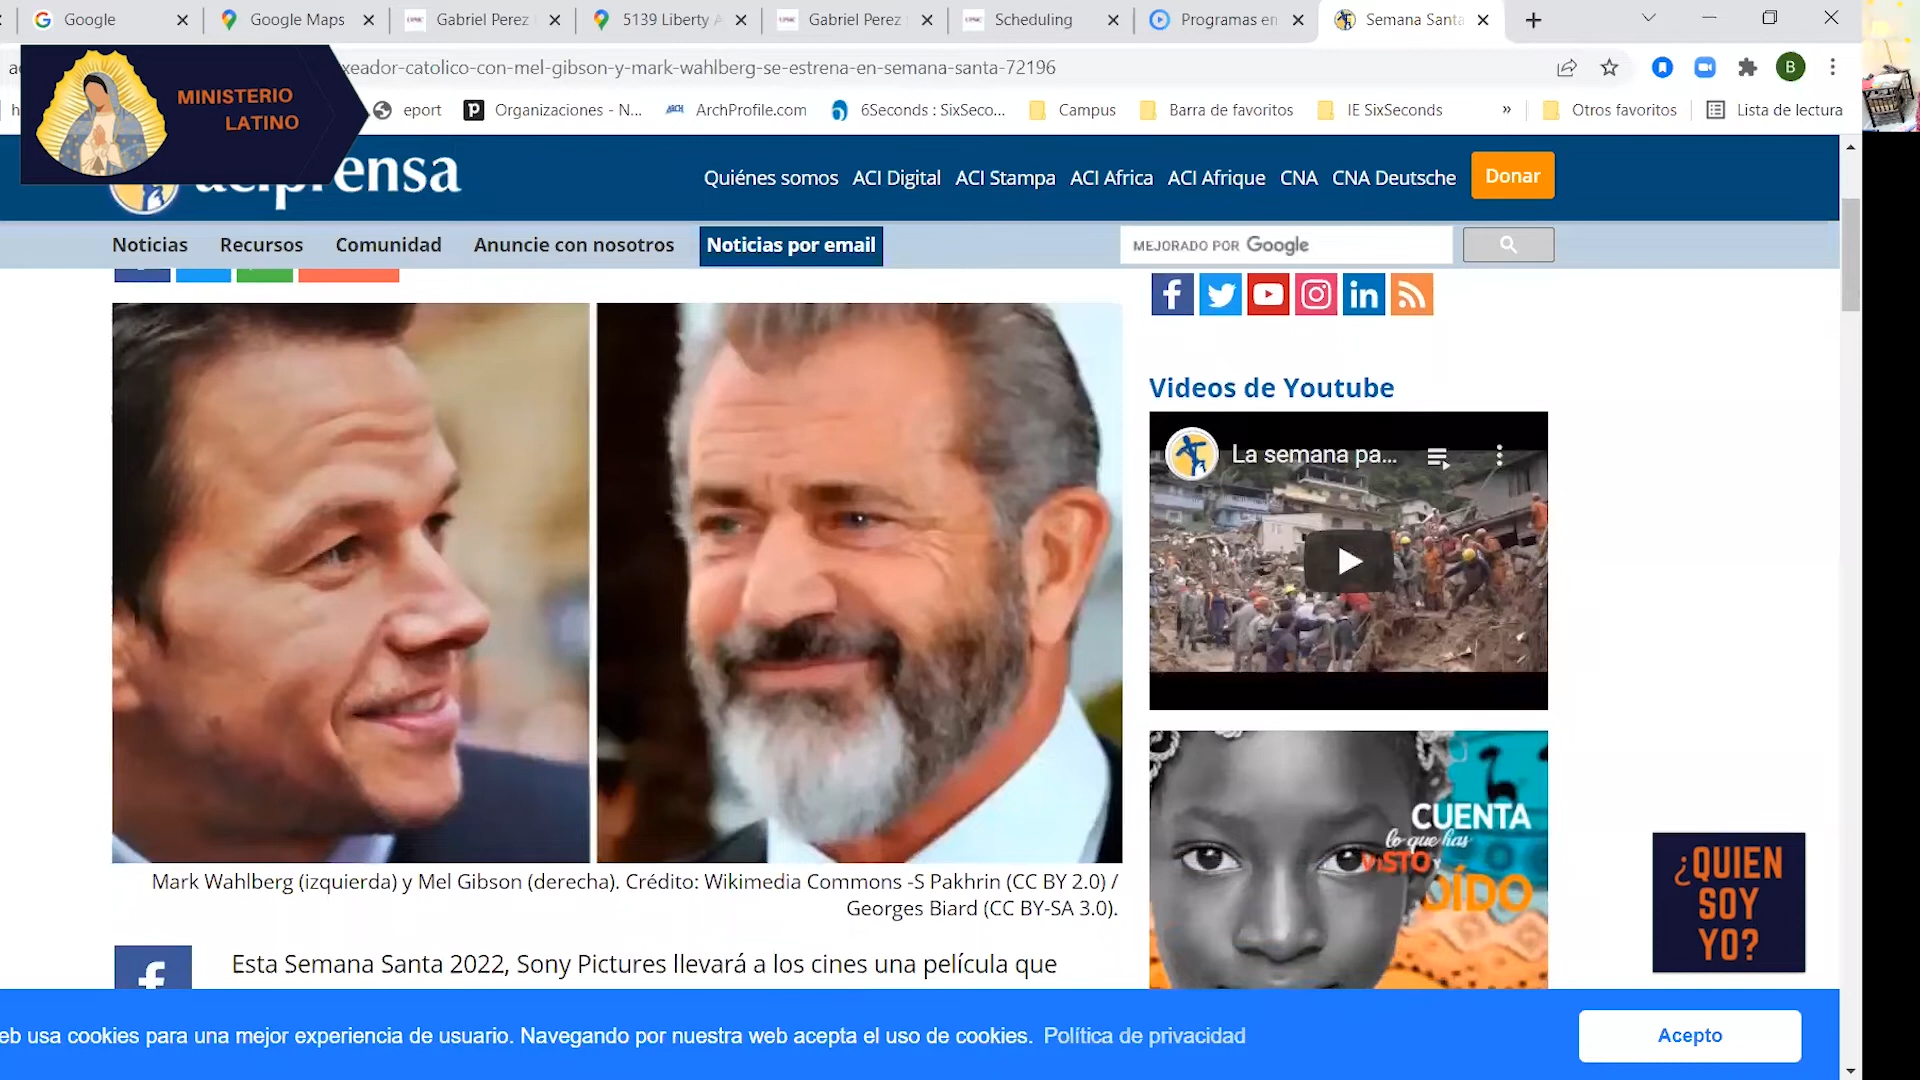 Google
Google Maps
Gabriel Perez
5139 Liberty A
Gabriel Perez
Scheduling
Programas en
Semana Santa
xeador-catolico-con-mel-gibson-y-mark-wahlberg-se-estrena-en-semana-santa-72196
B
MINISTERIO
LATINO
eport
Organizaciones - N...
ArchProfile.com
6Seconds : SixSeco...
Campus
Barra de favoritos
IE SixSeconds
»
Otros favoritos
Lista de lectura
aciprensa
Quiénes somos
ACI Digital
ACI Stampa
ACI Africa
ACI Afrique
CNA
CNA Deutsche
Donar
Noticias
Recursos
Comunidad
Anuncie con nosotros
Noticias por email
MEJORADO POR Google
Videos de Youtube
La semana pa...
CUENTA
lo que has
VISTO Y
OÍDO
Mark Wahlberg (izquierda) y Mel Gibson (derecha). Crédito: Wikimedia Commons -S Pakhrin (CC BY 2.0) /
Georges Biard (CC BY-SA 3.0).
¿QUIEN
SOY
YO?
Esta Semana Santa 2022, Sony Pictures llevará a los cines una película que
eb usa cookies para una mejor experiencia de usuario. Navegando por nuestra web acepta el uso de cookies. Política de privacidad
Acepto